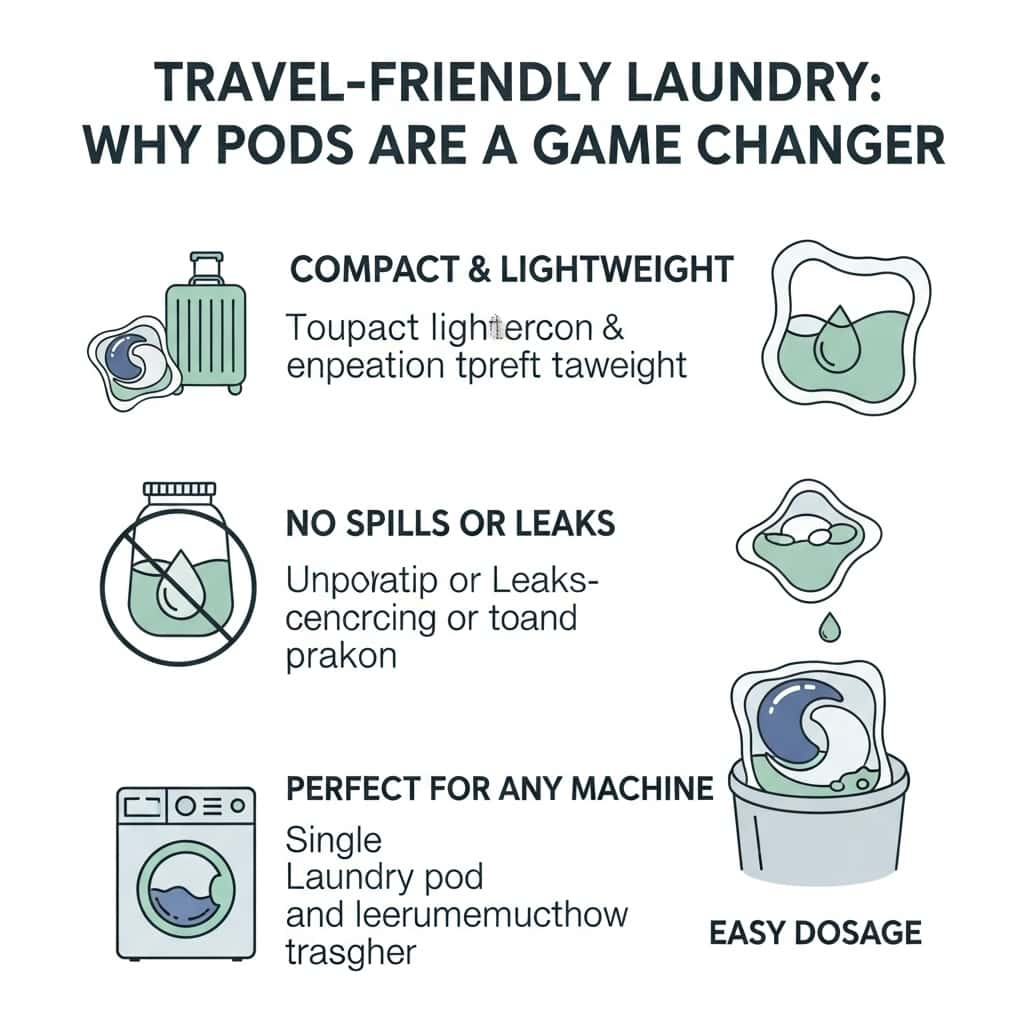 TRAVEL-FRIENDLY LAUNDRY:
WHY PODS ARE A GAME CHANGER
COMPACT & LIGHTWEIGHT
Toupact &
enpeation tpreft taweight
NO SPILLS OR LEAKS
Unporatip or Leaks-
cencrcing or toand
prakon
PERFECT FOR ANY MACHINE
Single
Laundry pod
and leerumemucthow
trasgher
EASY DOSAGE